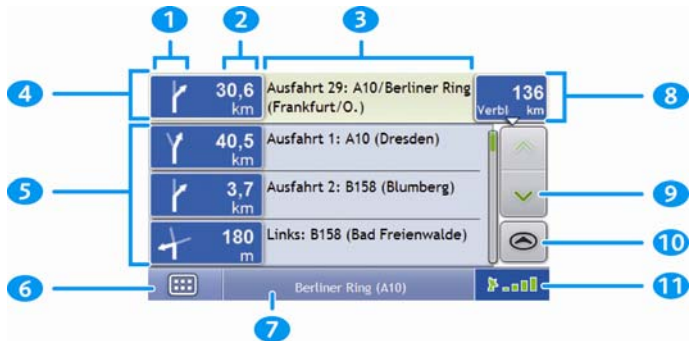 1 2 3
4 30,6 km Ausfahrt 29: A10/Berliner Ring (Frankfurt/O.) 136 Verbl. km 8
5
40,5 km Ausfahrt 1: A10 (Dresden)
3,7 km Ausfahrt 2: B158 (Blumberg)
180 m Links: B158 (Bad Freienwalde)
9
10
6 Berliner Ring (A10) 11
7